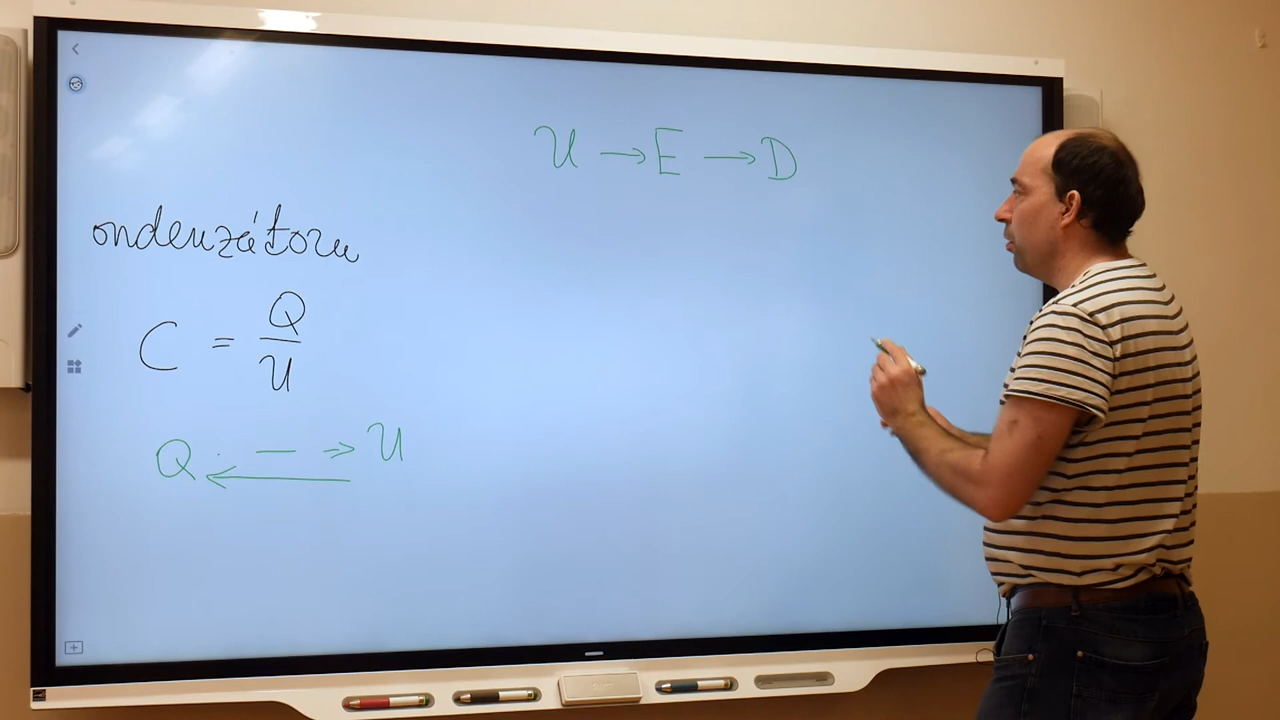 U → E → D
ondenzátoru
C = Q/U
Q ← — → U